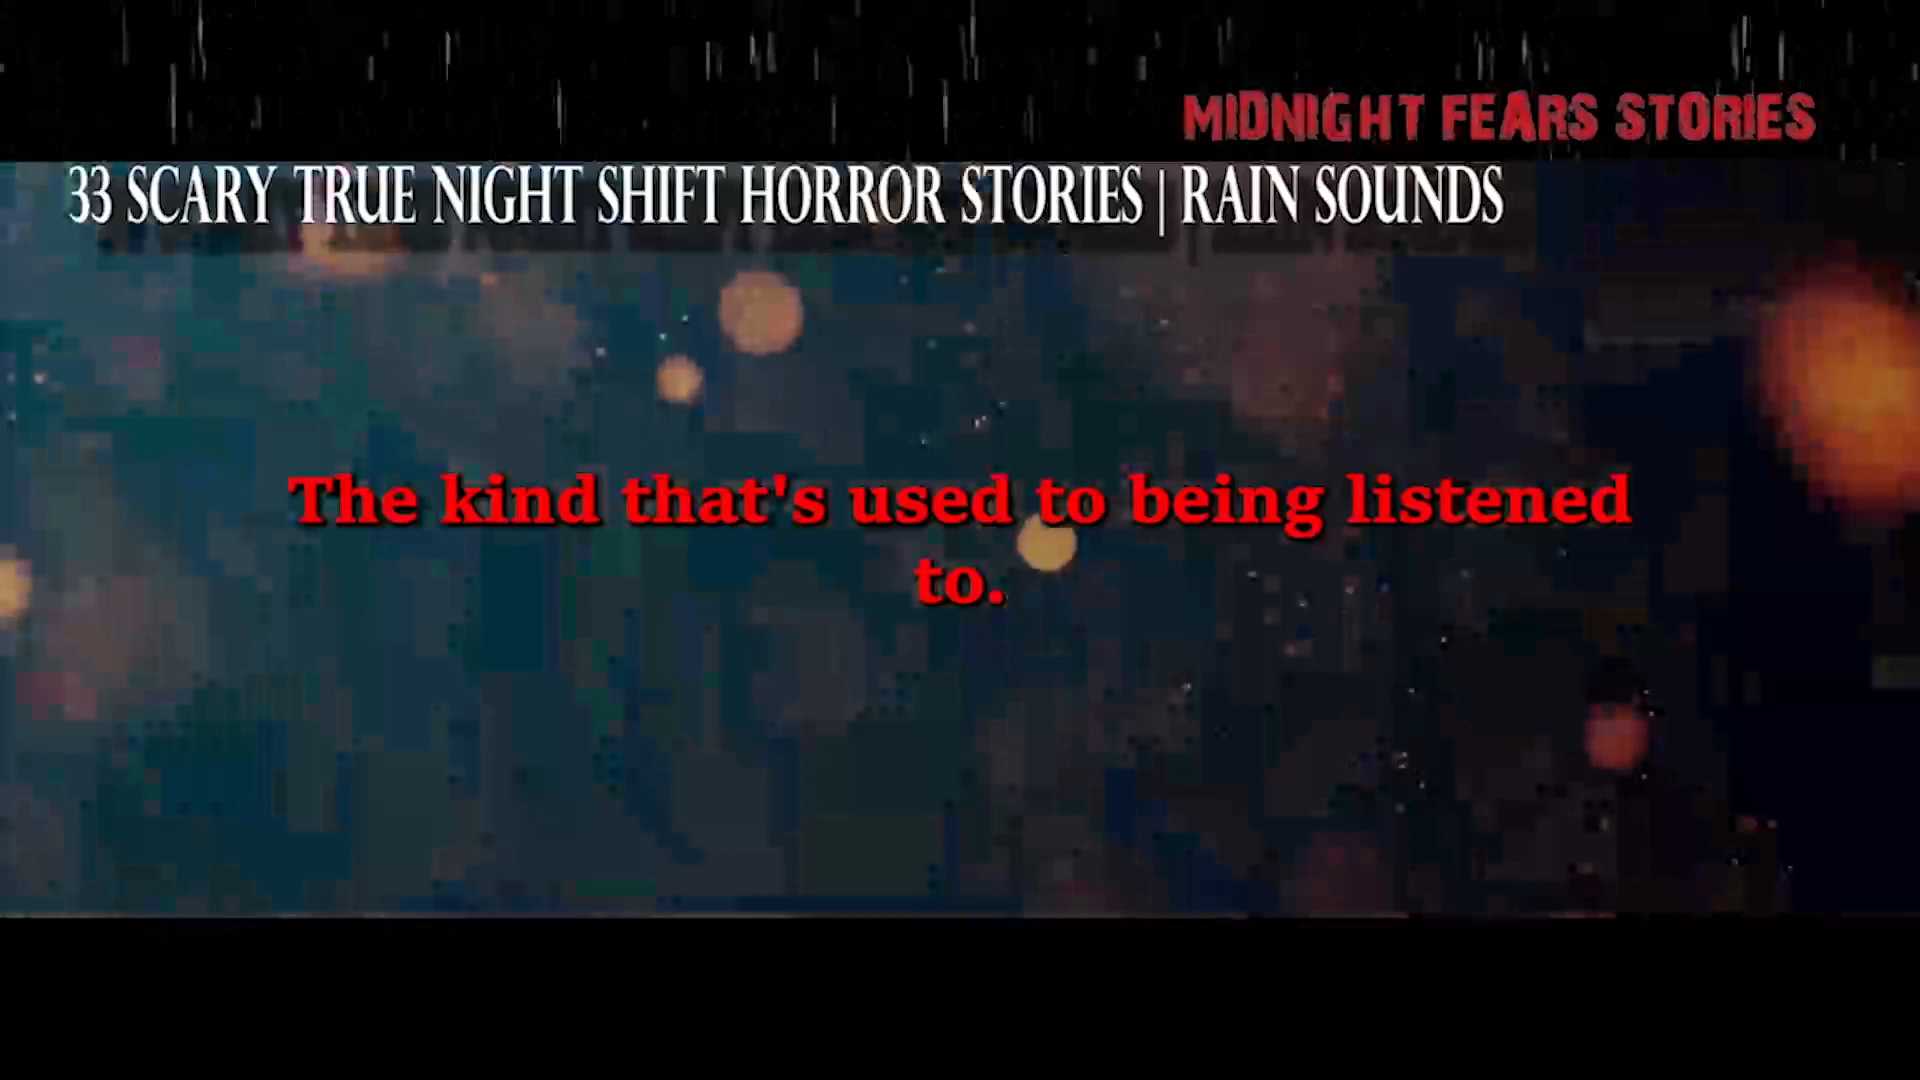 MIDNIGHT FEARS STORIES
33 SCARY TRUE NIGHT SHIFT HORROR STORIES | RAIN SOUNDS
The kind that's used to being listened
to.